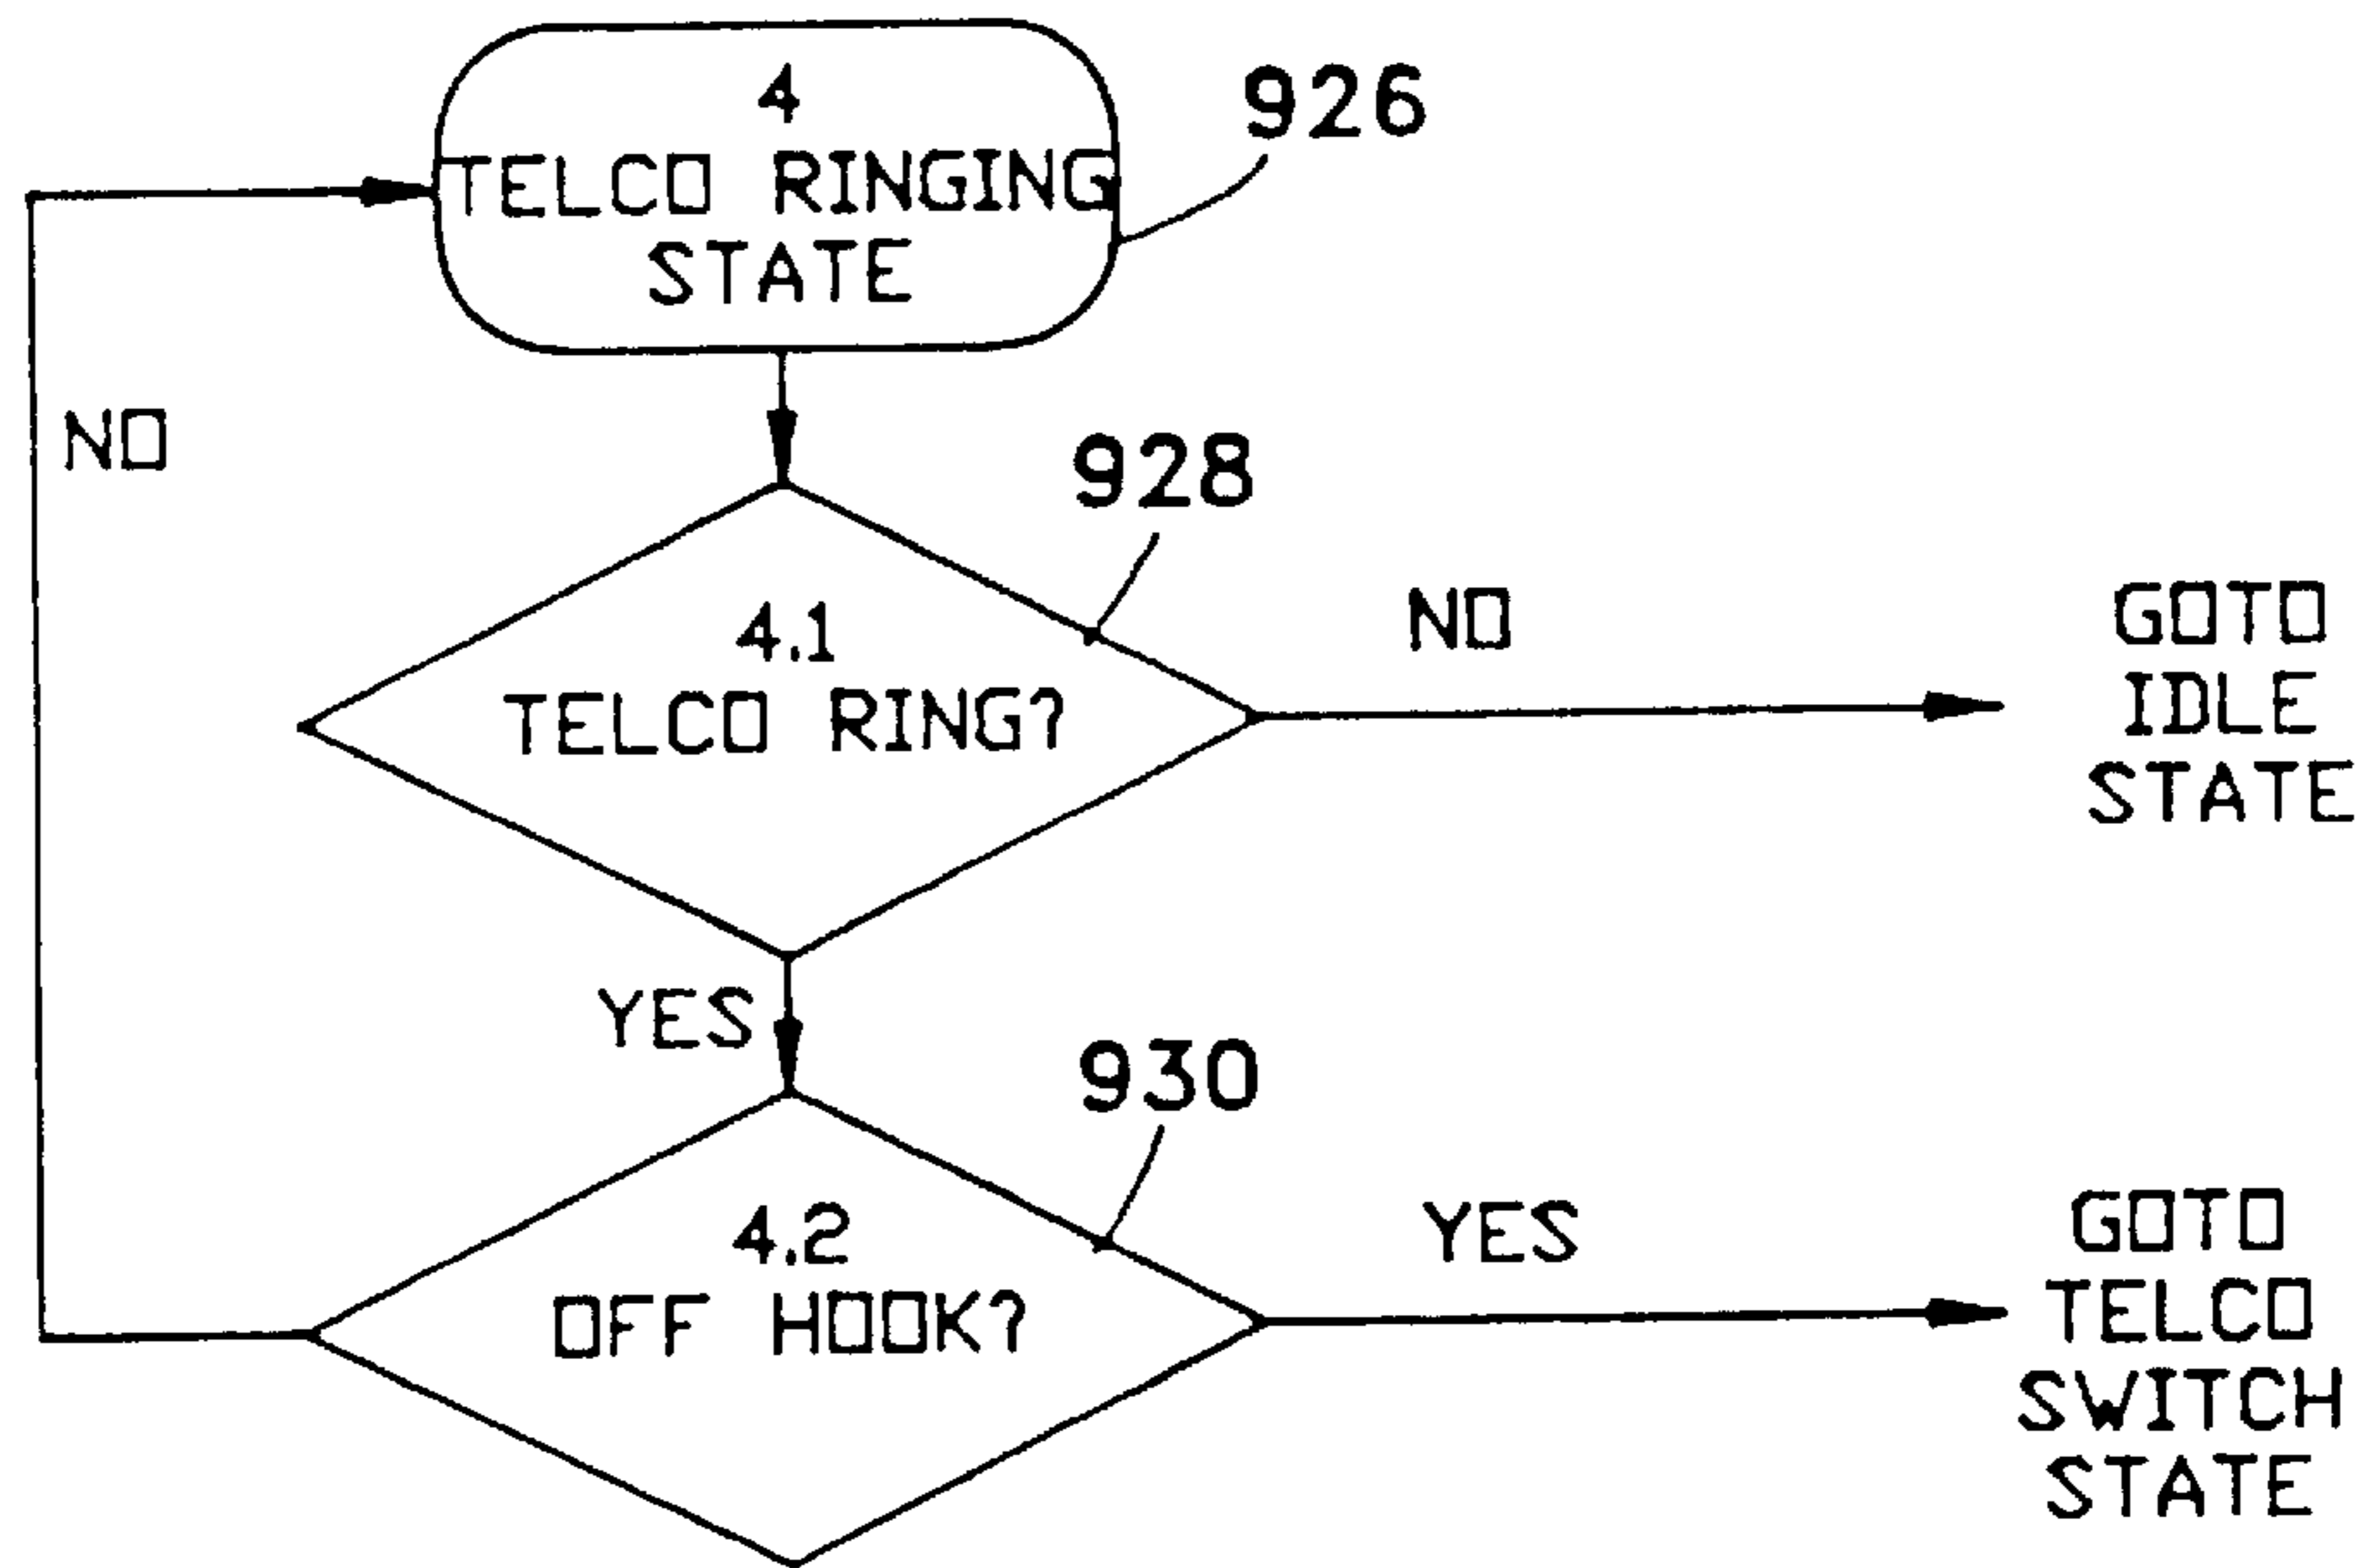 4
TELCO RINGING
STATE
926
NO
928
4.1
TELCO RING?
NO
GOTO
IDLE
STATE
YES
930
4.2
OFF HOOK?
YES
GOTO
TELCO
SWITCH
STATE